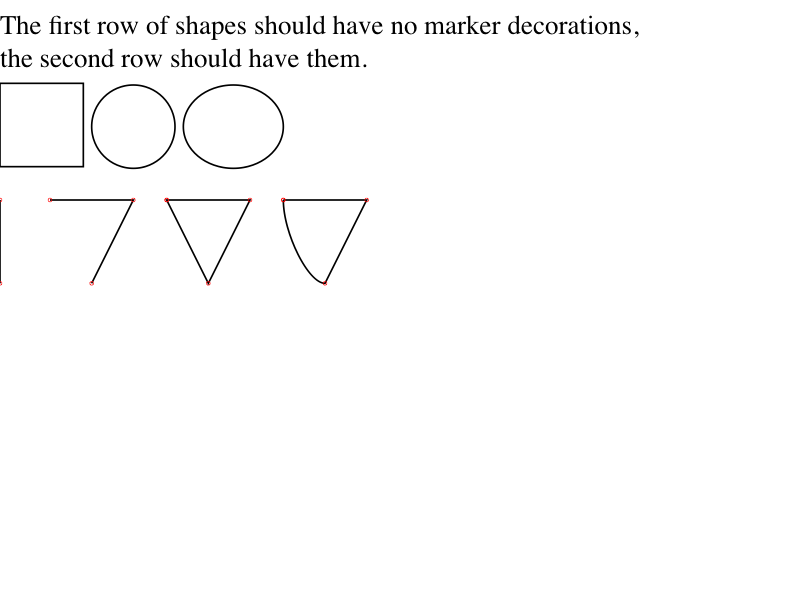 The first row of shapes should have no marker decorations,
the second row should have them.